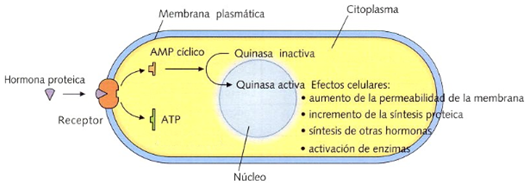 Membrana plasmática
Citoplasma
AMP cíclico
Quinasa inactiva
Hormona proteica
Quinasa activa
Efectos celulares:
• aumento de la permeabilidad de la membrana
• incremento de la síntesis proteica
• síntesis de otras hormonas
• activación de enzimas
Receptor
ATP
Núcleo